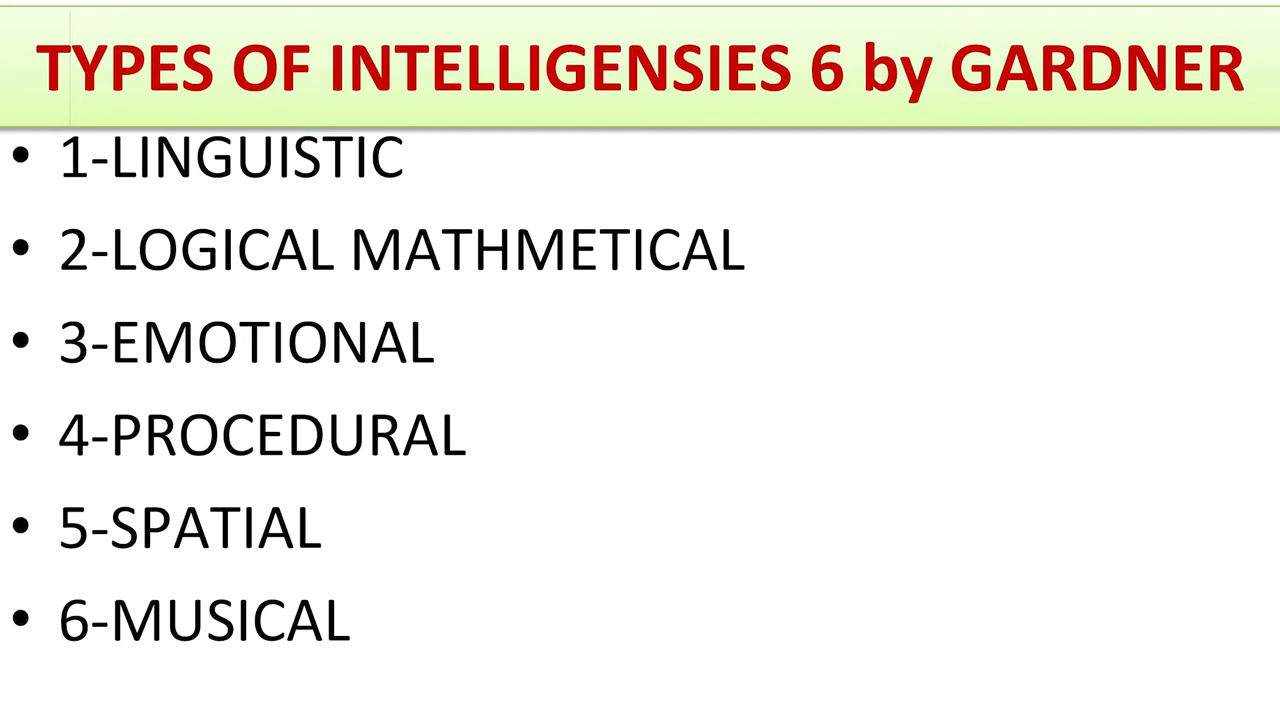 TYPES OF INTELLIGENSIES 6 by GARDNER
• 1-LINGUISTIC
• 2-LOGICAL MATHMETICAL
• 3-EMOTIONAL
• 4-PROCEDURAL
• 5-SPATIAL
• 6-MUSICAL